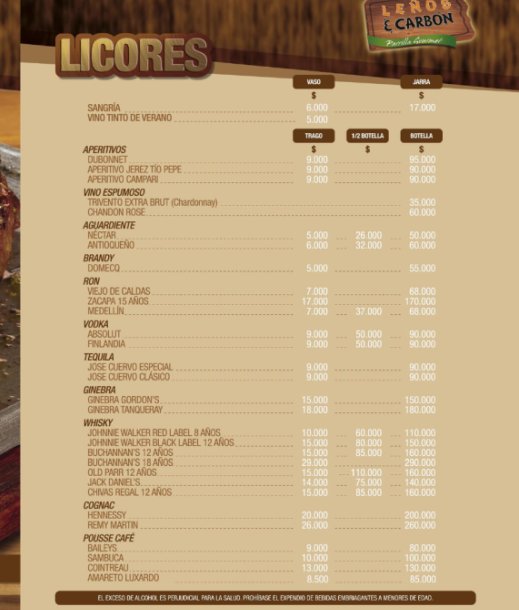 LEÑOS
& CARBON
Parrilla Gourmet
LICORES
VASO JARRA
$ $
SANGRÍA 6.000 17.000
VINO TINTO DE VERANO 5.000
TRAGO 1/2 BOTELLA BOTELLA
APERITIVOS $ $ $
DUBONNET 9.000 95.000
APERITIVO JEREZ TÍO PEPE 9.000 90.000
APERITIVO CAMPARI 9.000 90.000
VINO ESPUMOSO
TRIVENTO EXTRA BRUT (Chardonnay) 35.000
CHANDON ROSE 60.000
AGUARDIENTE
NÉCTAR 5.000 26.000 50.000
ANTIOQUEÑO 6.000 32.000 60.000
BRANDY
DOMECQ 5.000 55.000
RON
VIEJO DE CALDAS 7.000 68.000
ZACAPA 15 AÑOS 17.000 170.000
MEDELLÍN 7.000 37.000 68.000
VODKA
ABSOLUT 9.000 50.000 90.000
FINLANDIA 9.000 50.000 90.000
TEQUILA
JOSE CUERVO ESPECIAL 9.000 90.000
JOSE CUERVO CLÁSICO 9.000 90.000
GINEBRA
GINEBRA GORDON'S 15.000 150.000
GINEBRA TANQUERAY 18.000 180.000
WHISKY
JOHNNIE WALKER RED LABEL 8 AÑOS 10.000 60.000 110.000
JOHNNIE WALKER BLACK LABEL 12 AÑOS 15.000 80.000 150.000
BUCHANNAN'S 12 AÑOS 15.000 85.000 160.000
BUCHANNAN'S 18 AÑOS 29.000 290.000
OLD PARR 12 AÑOS 15.000 110.000 160.000
JACK DANIEL'S 14.000 75.000 140.000
CHIVAS REGAL 12 AÑOS 15.000 85.000 160.000
COGNAC
HENNESSY 20.000 200.000
REMY MARTIN 26.000 260.000
POUSSE CAFÉ
BAILEYS 9.000 80.000
SAMBUCA 10.000 100.000
COINTREAU 13.000 130.000
AMARETO LUXARDO 8.500 85.000
EL EXCESO DE ALCOHOL ES PERJUDICIAL PARA LA SALUD. PROHÍBASE EL EXPENDIO DE BEBIDAS EMBRIAGANTES A MENORES DE EDAD.